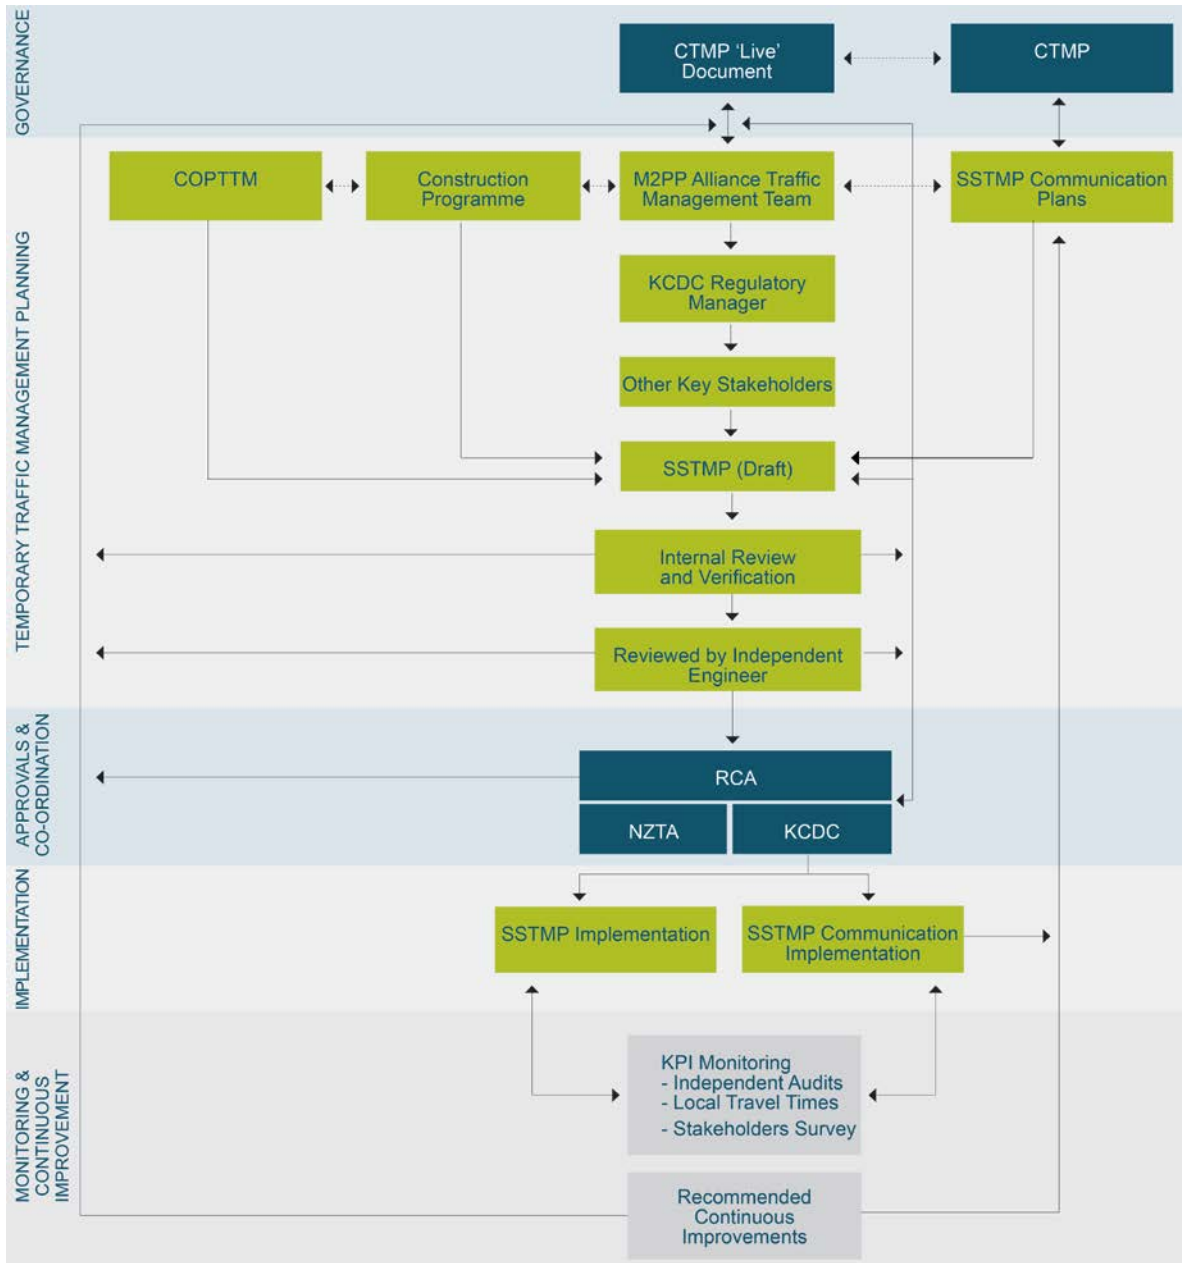 GOVERNANCE
CTMP ‘Live’
Document
CTMP
TEMPORARY TRAFFIC MANAGEMENT PLANNING
COPTTM
Construction
Programme
M2PP Alliance Traffic
Management Team
SSTMP Communication
Plans
KCDC Regulatory
Manager
Other Key Stakeholders
SSTMP (Draft)
Internal Review
and Verification
Reviewed by Independent
Engineer
APPROVALS &
CO-ORDINATION
RCA
NZTA
KCDC
IMPLEMENTATION
SSTMP Implementation
SSTMP Communication
Implementation
MONITORING &
CONTINUOUS
IMPROVEMENT
KPI Monitoring
- Independent Audits
- Local Travel Times
- Stakeholders Survey
Recommended
Continuous
Improvements